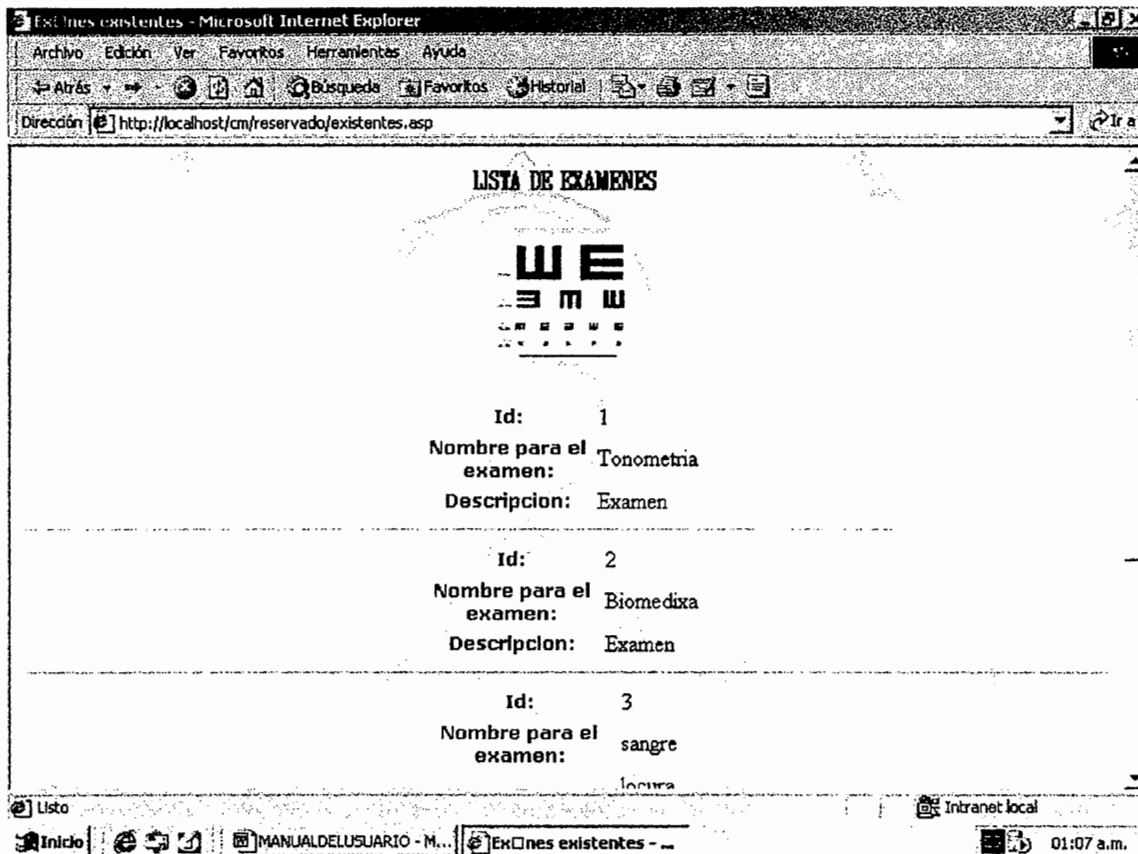 Ex□nes existentes - Microsoft Internet Explorer
Archivo Edición Ver Favoritos Herramientas Ayuda
Atrás Búsqueda Favoritos Historial
Dirección http://localhost/cm/reservado/existentes.asp Ir a
LISTA DE EXAMENES
Ш E
Ǝ m Ш
Id: 1
Nombre para el examen: Tonometria
Descripcion: Examen
Id: 2
Nombre para el examen: Biomedixa
Descripcion: Examen
Id: 3
Nombre para el examen: sangre
locura
Listo Intranet local
Inicio MANUALDELUSUARIO - M... Ex□nes existentes - ... 01:07 a.m.